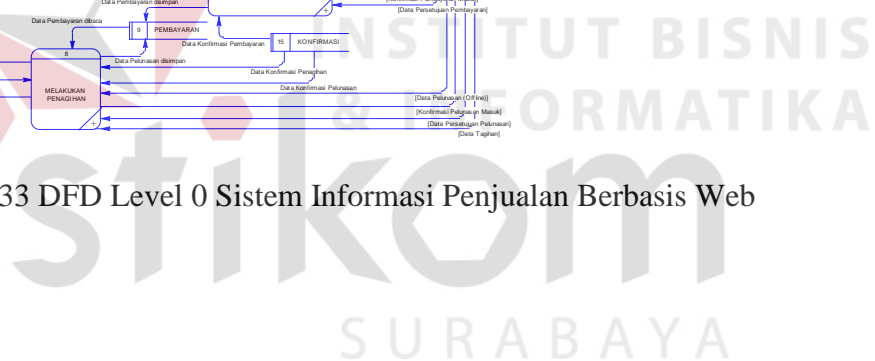 Data Pembayaran disimpan
[Data Persetujuan Pembayaran]
Data Pembayaran dibaca
9 PEMBAYARAN
Data Konfirmasi Pembayaran
15 KONFIRMASI
8
Data Pelunasan disimpan
Data Konfirmasi Penagihan
Data Konfirmasi Pelunasan
MELAKUKAN
PENAGIHAN
[Data Pelunasan (Offline)]
[Konfirmasi Pelunasan Masuk]
[Data Persetujuan Pelunasan]
[Data Tagihan]
INSTITUT BISNIS
& INFORMATIKA
stikom
33 DFD Level 0 Sistem Informasi Penjualan Berbasis Web
SURABAYA